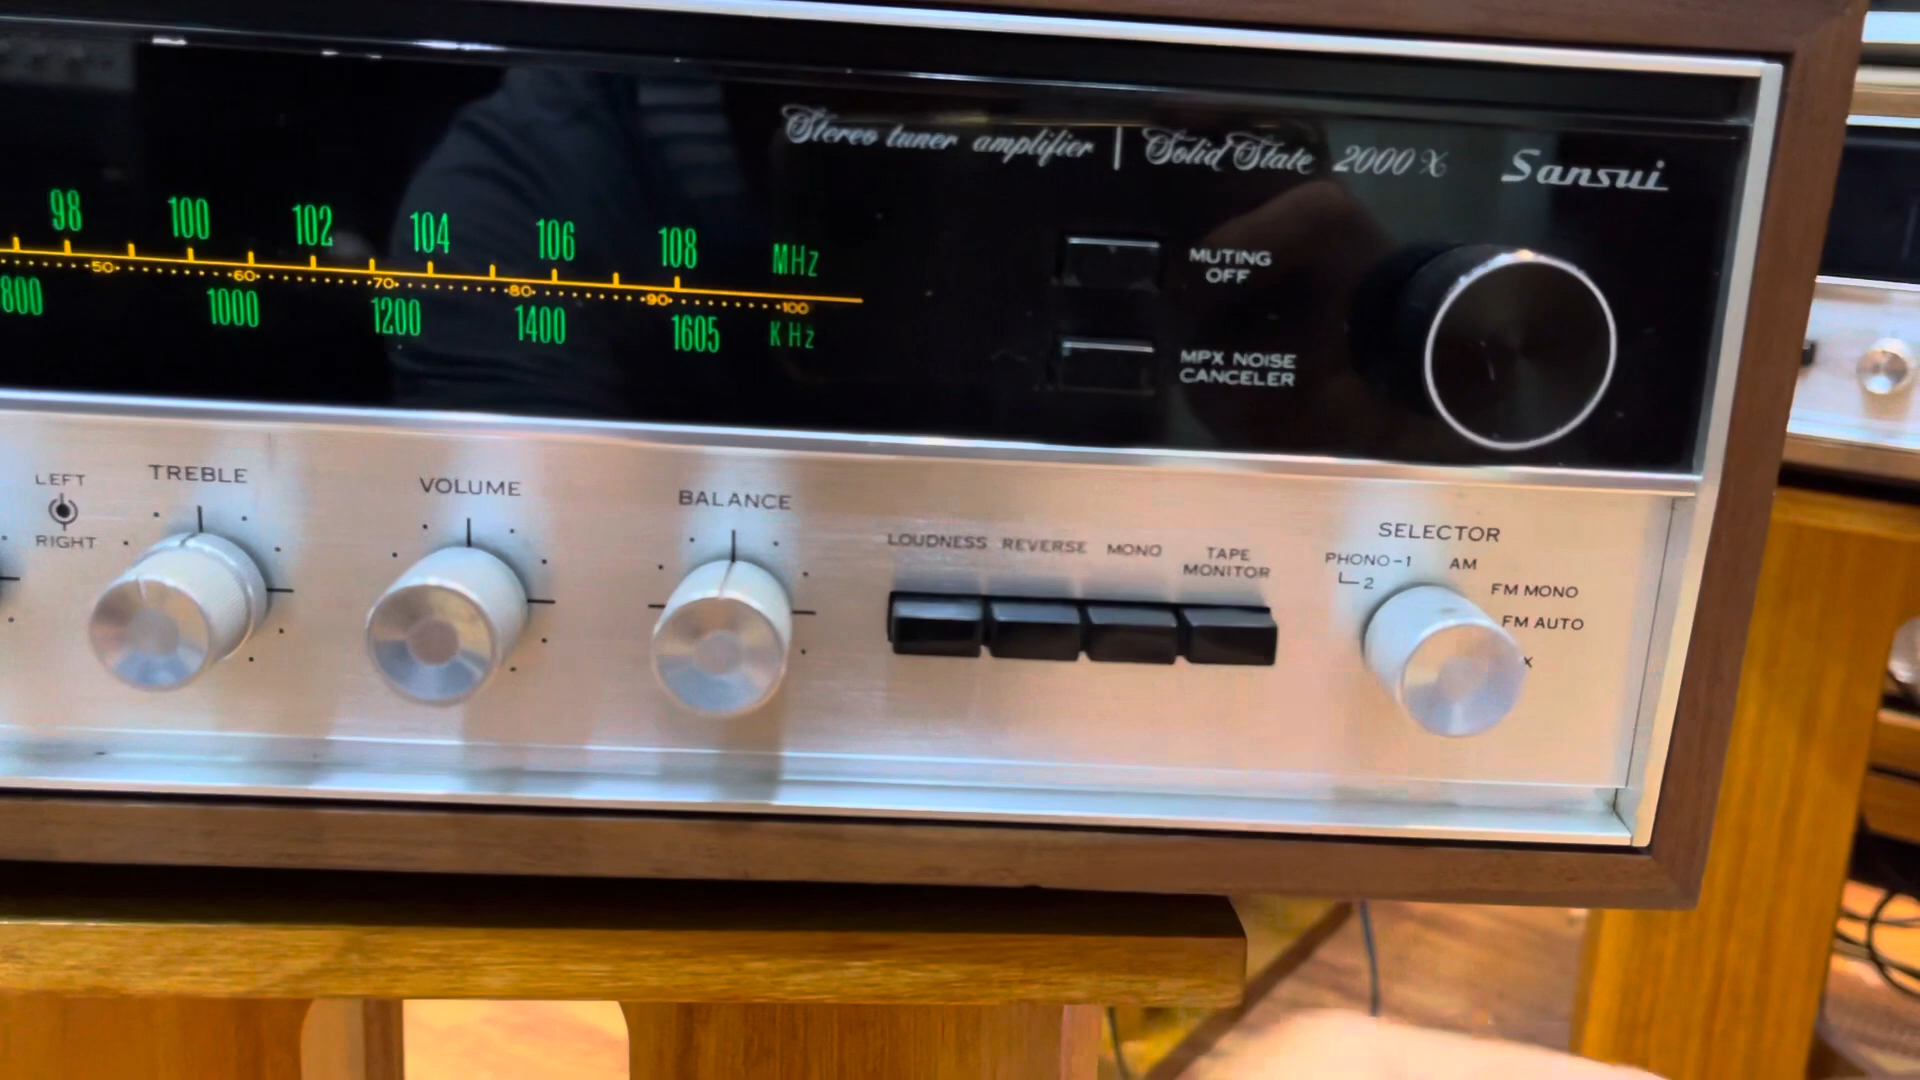 Stereo tuner amplifier | Solid State 2000X Sansui
98 100 102 104 106 108 MHz
50 60 70 80 90 100
800 1000 1200 1400 1605 KHz
MUTING
OFF
MPX NOISE
CANCELER
LEFT
RIGHT
TREBLE
VOLUME
BALANCE
LOUDNESS
REVERSE
MONO
TAPE
MONITOR
SELECTOR
PHONO-1
2
AM
FM MONO
FM AUTO